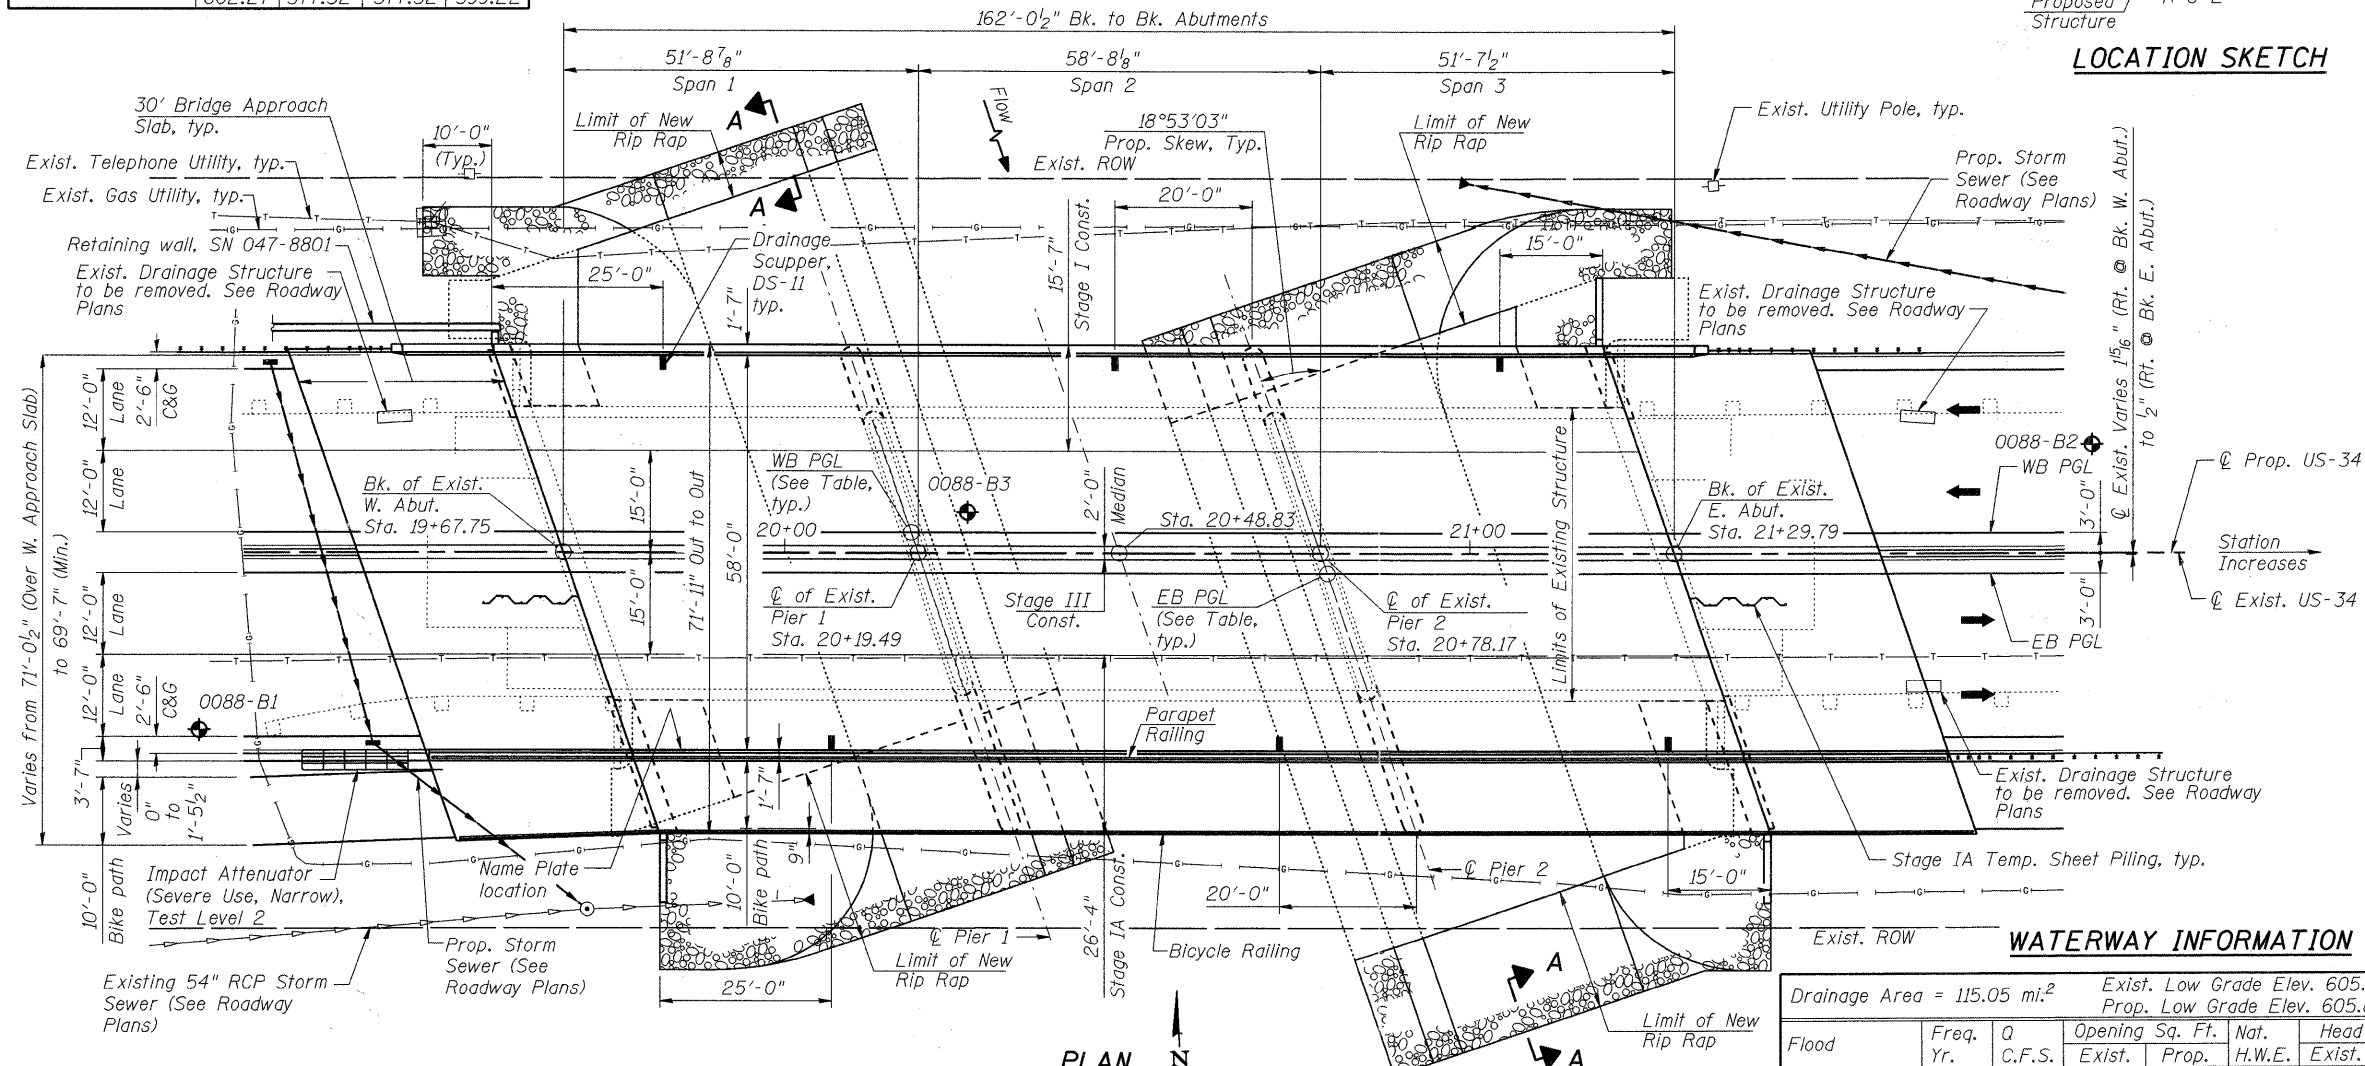 162'-0½" Bk. to Bk. Abutments
51'-8⅞"
Span 1
58'-8⅛"
Span 2
51'-7½"
Span 3
Proposed
Structure
LOCATION SKETCH
30' Bridge Approach
Slab, typ.
10'-0"
(Typ.)
Limit of New
Rip Rap
A
A
Flow
18°53'03"
Prop. Skew, Typ.
Exist. ROW
20'-0"
Limit of New
Rip Rap
Exist. Utility Pole, typ.
Prop. Storm
Sewer (See
Roadway Plans)
Exist. Telephone Utility, typ.
Exist. Gas Utility, typ.
Retaining wall, SN 047-8801
Exist. Drainage Structure
to be removed. See Roadway
Plans
25'-0"
Drainage
Scupper,
DS-11
typ.
1'-7"
15'-7"
Stage I Const.
15'-0"
Exist. Drainage Structure
to be removed. See Roadway
Plans
℄ Exist. Varies 1 15/16" (Rt. @ Bk. W. Abut.)
to ½" (Rt. @ Bk. E. Abut.)
Varies from 71'-0½" (Over W. Approach Slab)
to 69'-7" (Min.)
12'-0"
Lane
2'-6"
C&G
12'-0"
Lane
Bk. of Exist.
W. Abut.
Sta. 19+67.75
15'-0"
15'-0"
71'-11" Out to Out
58'-0"
WB PGL
(See Table,
typ.)
20+00
0088-B3
2'-0"
Median
Sta. 20+48.83
21+00
Limits of Existing Structure
Bk. of Exist.
E. Abut.
Sta. 21+29.79
0088-B2
WB PGL
3'-0"
3'-0"
℄ Prop. US-34
Station
Increases
℄ Exist. US-34
EB PGL
12'-0"
Lane
12'-0"
Lane
2'-6"
C&G
℄ of Exist.
Pier 1
Sta. 20+19.49
Stage III
Const.
EB PGL
(See Table,
typ.)
℄ of Exist.
Pier 2
Sta. 20+78.17
0088-B1
Parapet
Railing
3'-7"
Varies
0"
to
1'-5½"
10'-0"
Bike path
1'-7"
9"
10'-0"
Bike path
Exist. Drainage Structure
to be removed. See Roadway
Plans
Stage IA Temp. Sheet Piling, typ.
Impact Attenuator
(Severe Use, Narrow),
Test Level 2
Name Plate
location
Prop. Storm
Sewer (See
Roadway Plans)
Existing 54" RCP Storm
Sewer (See Roadway
Plans)
25'-0"
℄ Pier 1
Limit of New
Rip Rap
26'-4"
Stage IA Const.
20'-0"
℄ Pier 2
15'-0"
Bicycle Railing
A
A
Limit of New
Rip Rap
Exist. ROW
PLAN
N
WATERWAY INFORMATION
Drainage Area = 115.05 mi.²
Exist. Low Grade Elev. 605.
Prop. Low Grade Elev. 605.
Flood
Freq.
Yr.
Q
C.F.S.
Opening Sq. Ft.
Exist.
Prop.
Nat.
H.W.E.
Head
Exist.